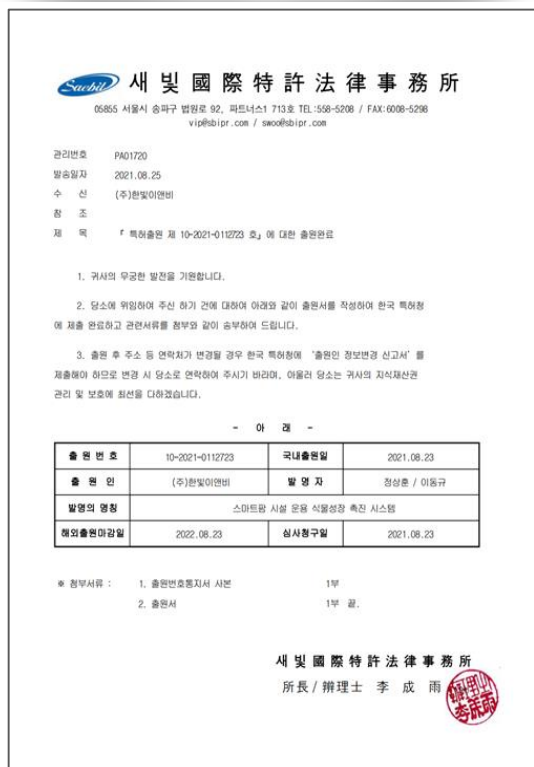 Saebit 새 빛 國 際 特 許 法 律 事 務 所
05855 서울시 송파구 법원로 92, 파트너스1 713호 TEL:558-5208 / FAX:6008-5298
vip@sbipr.com / swoo@sbipr.com
관리번호 PA01720
발송일자 2021.08.25
수 신 (주)한빛이앤비
참 조
제 목 『 특허출원 제 10-2021-0112723 호』에 대한 출원완료
1. 귀사의 무궁한 발전을 기원합니다.
2. 당소에 위임하여 주신 하기 건에 대하여 아래와 같이 출원서를 작성하여 한국 특허청
에 제출 완료하고 관련서류를 첨부와 같이 송부하여 드립니다.
3. 출원 후 주소 등 연락처가 변경될 경우 한국 특허청에 '출원인 정보변경 신고서' 를
제출해야 하므로 변경 시 당소로 연락하여 주시기 바라며, 아울러 당소는 귀사의 지식재산권
관리 및 보호에 최선을 다하겠습니다.
- 아 래 -
출 원 번 호 10-2021-0112723 국내출원일 2021.08.23
출 원 인 (주)한빛이앤비 발 명 자 정상훈 / 이동규
발명의 명칭 스마트팜 시설 운용 식물성장 촉진 시스템
해외출원마감일 2022.08.23 심사청구일 2021.08.23
※ 첨부서류 : 1. 출원번호통지서 사본 1부
2. 출원서 1부 끝.
새 빛 國 際 特 許 法 律 事 務 所
所長 / 辨理士 李 成 雨